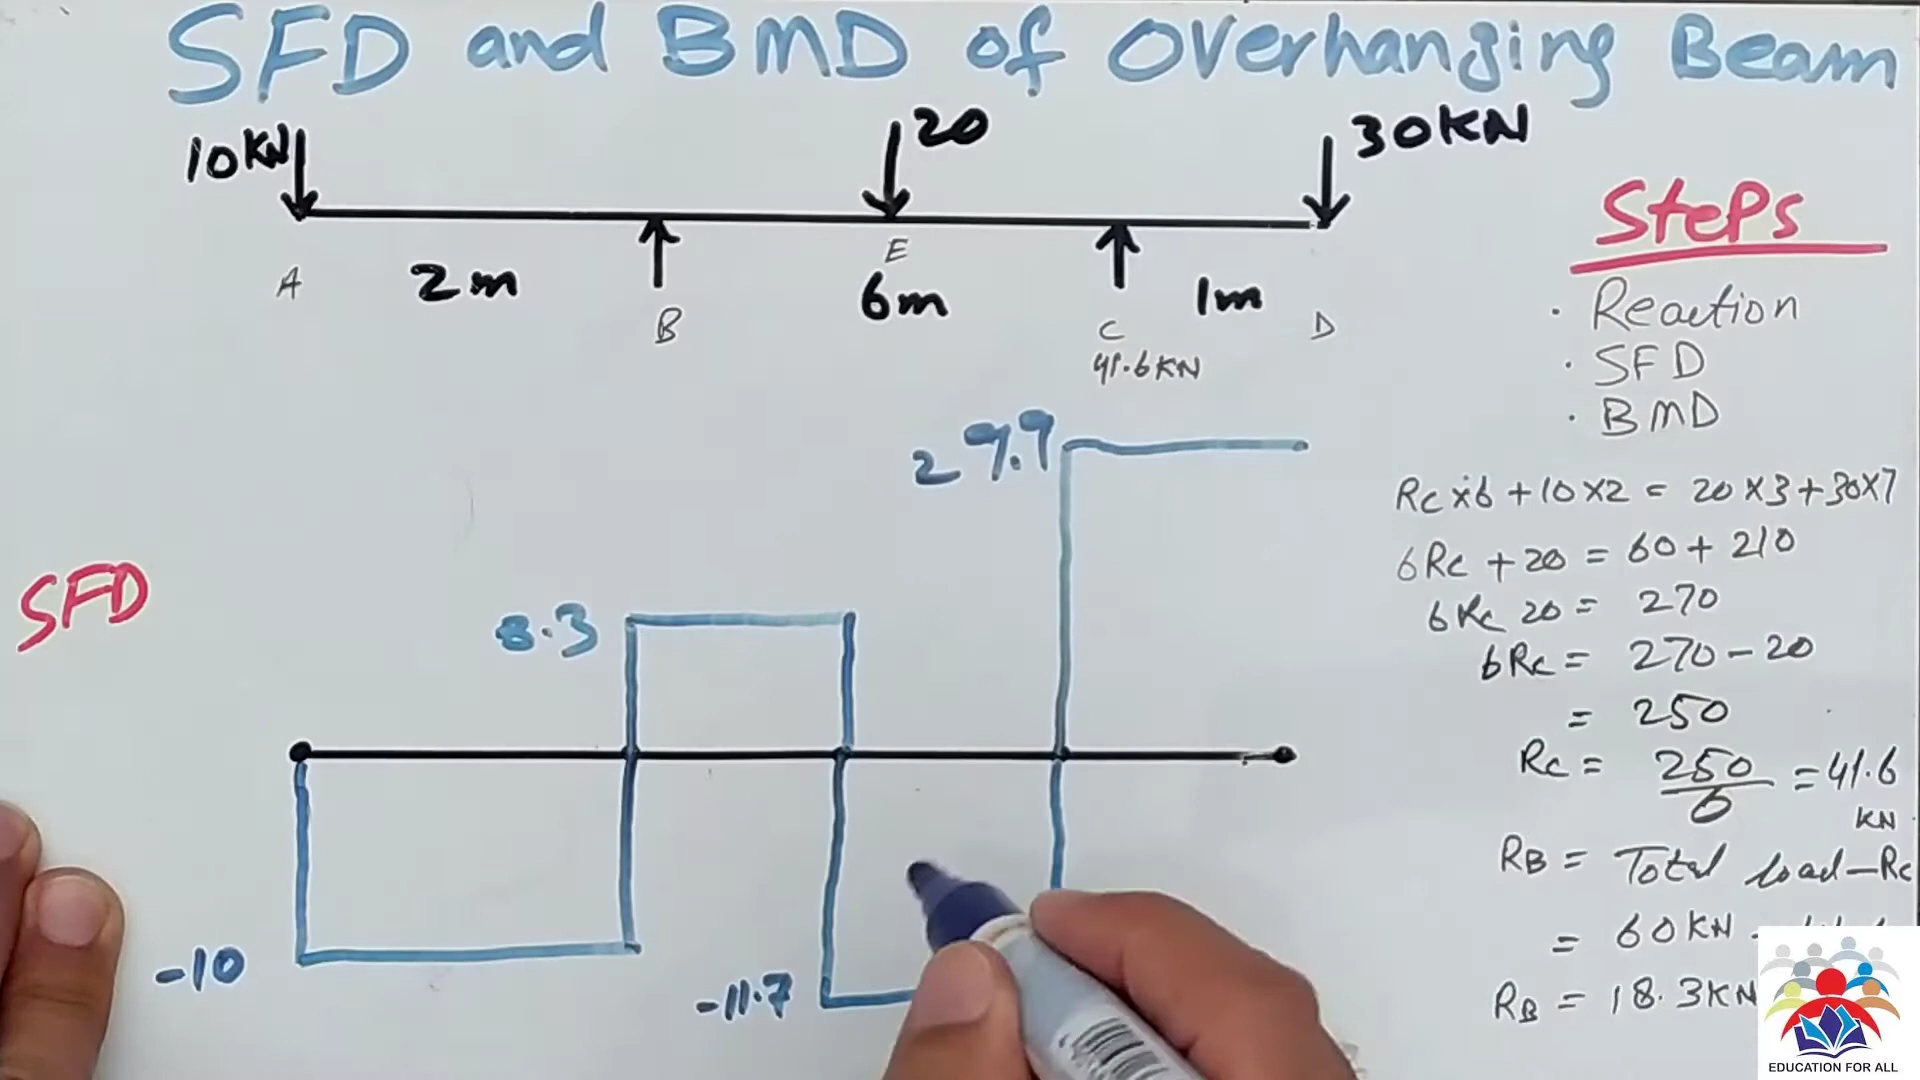 SFD and BMD of Overhanging Beam
10KN 20 30KN
A 2m B E 6m C 1m D
41.6KN
Steps
· Reaction
· SFD
· BMD
SFD
29.9
8.3
-10
-11.7
Rc×6 + 10×2 = 20×3+30×7
6Rc + 20 = 60 + 210
6Rc 20 = 270
6Rc = 270 - 20
= 250
Rc = 250/6 = 41.6
KN
RB = Total load - Rc
= 60KN -
RB = 18.3KN
EDUCATION FOR ALL